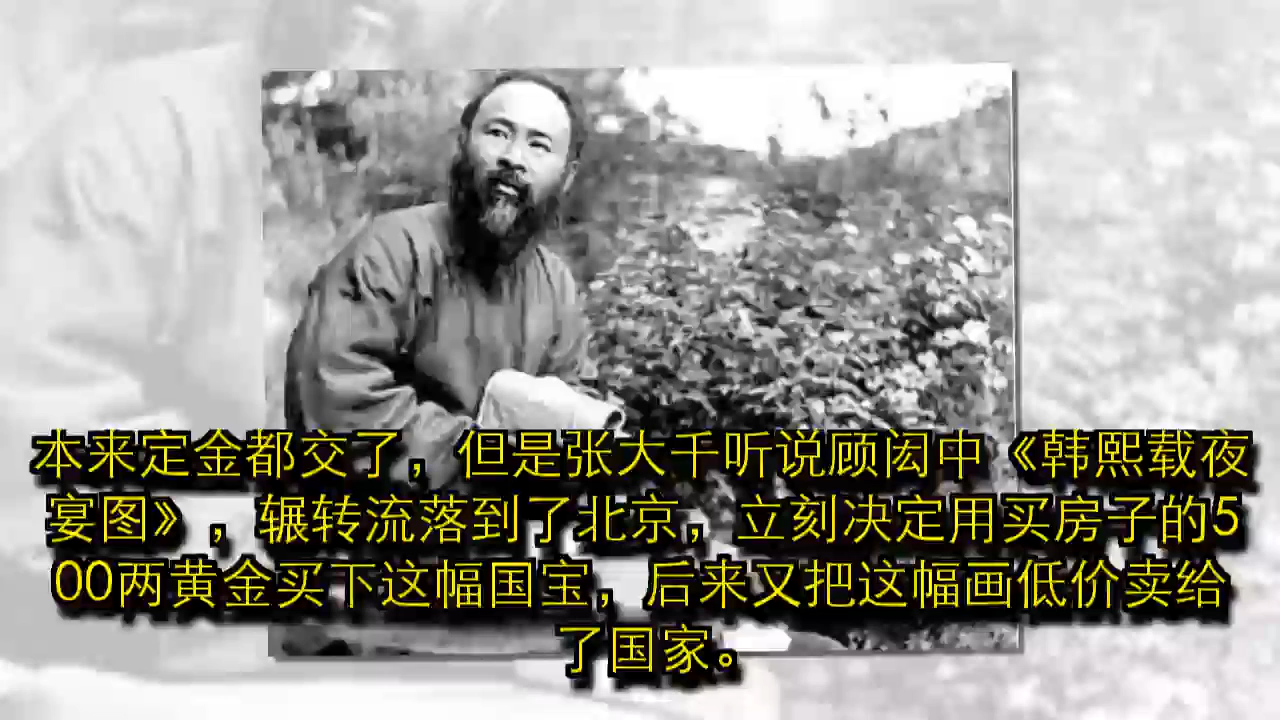 本来定金都交了，但是张大千听说顾闳中《韩熙载夜
宴图》，辗转流落到了北京，立刻决定用买房子的5
00两黄金买下这幅国宝，后来又把这幅画低价卖给
了国家。